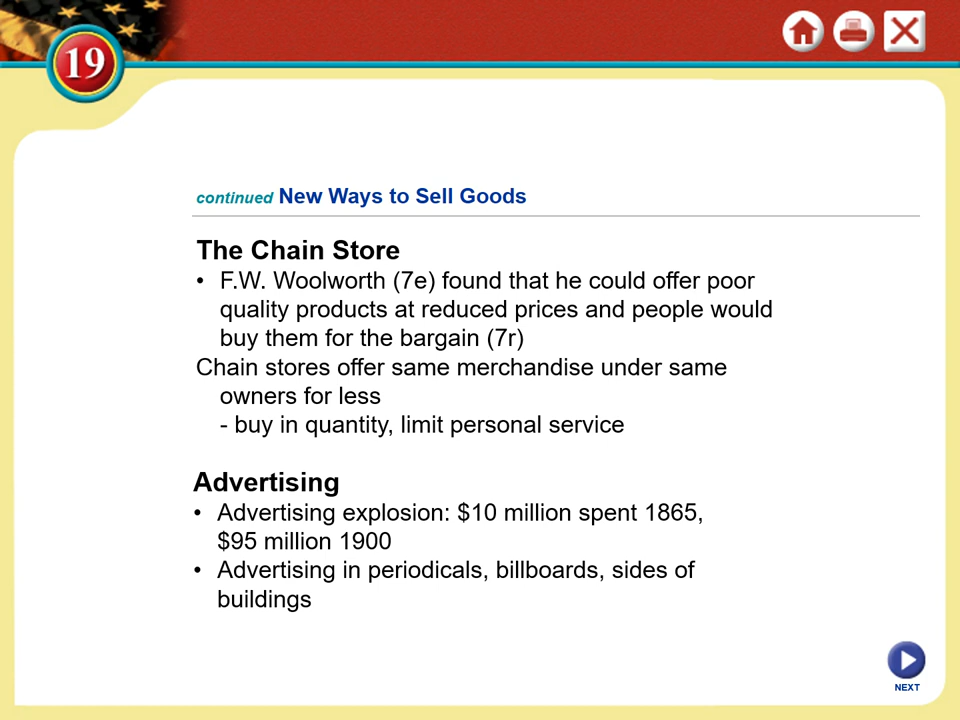 19
continued New Ways to Sell Goods
The Chain Store
• F.W. Woolworth (7e) found that he could offer poor
quality products at reduced prices and people would
buy them for the bargain (7r)
Chain stores offer same merchandise under same
owners for less
- buy in quantity, limit personal service
Advertising
• Advertising explosion: $10 million spent 1865,
$95 million 1900
• Advertising in periodicals, billboards, sides of
buildings
NEXT